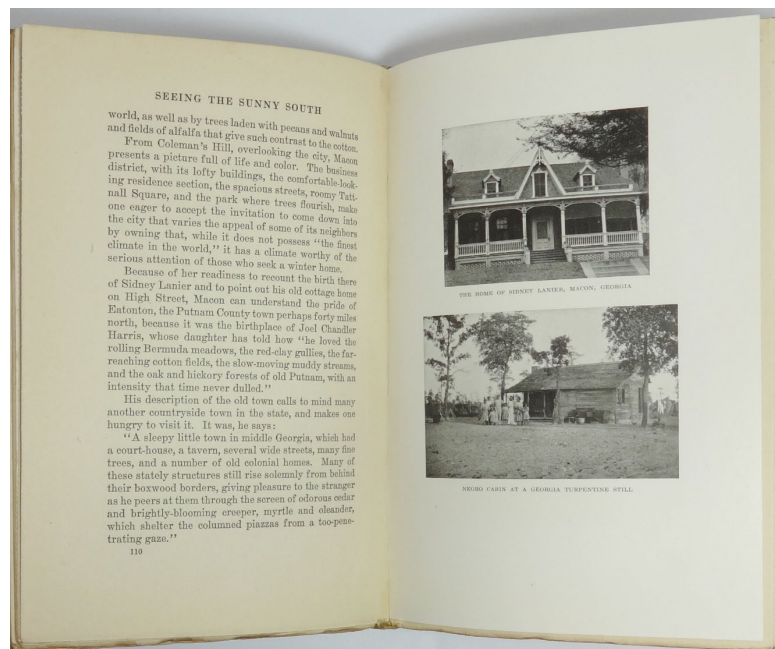 SEEING THE SUNNY SOUTH
world, as well as by trees laden with pecans and walnuts
and fields of alfalfa that give such contrast to the cotton.
From Coleman's Hill, overlooking the city, Macon
presents a picture full of life and color. The business
district, with its lofty buildings, the comfortable-look-
ing residence section, the spacious streets, roomy Tatt-
nall Square, and the park where trees flourish, make
one eager to accept the invitation to come down into
the city that varies the appeal of some of its neighbors
by owning that, while it does not possess "the finest
climate in the world," it has a climate worthy of the
serious attention of those who seek a winter home.
Because of her readiness to recount the birth there
of Sidney Lanier and to point out his old cottage home
on High Street, Macon can understand the pride of
Eatonton, the Putnam County town perhaps forty miles
north, because it was the birthplace of Joel Chandler
Harris, whose daughter has told how "he loved the
rolling Bermuda meadows, the red-clay gullies, the far-
reaching cotton fields, the slow-moving muddy streams,
and the oak and hickory forests of old Putnam, with an
intensity that time never dulled."
His description of the old town calls to mind many
another countryside town in the state, and makes one
hungry to visit it. It was, he says:
"A sleepy little town in middle Georgia, which had
a court-house, a tavern, several wide streets, many fine
trees, and a number of old colonial homes. Many of
these stately structures still rise solemnly from behind
their boxwood borders, giving pleasure to the stranger
as he peers at them through the screen of odorous cedar
and brightly-blooming creeper, myrtle and oleander,
which shelter the columned piazzas from a too-pene-
trating gaze."
110
THE HOME OF SIDNEY LANIER, MACON, GEORGIA
NEGRO CABIN AT A GEORGIA TURPENTINE STILL